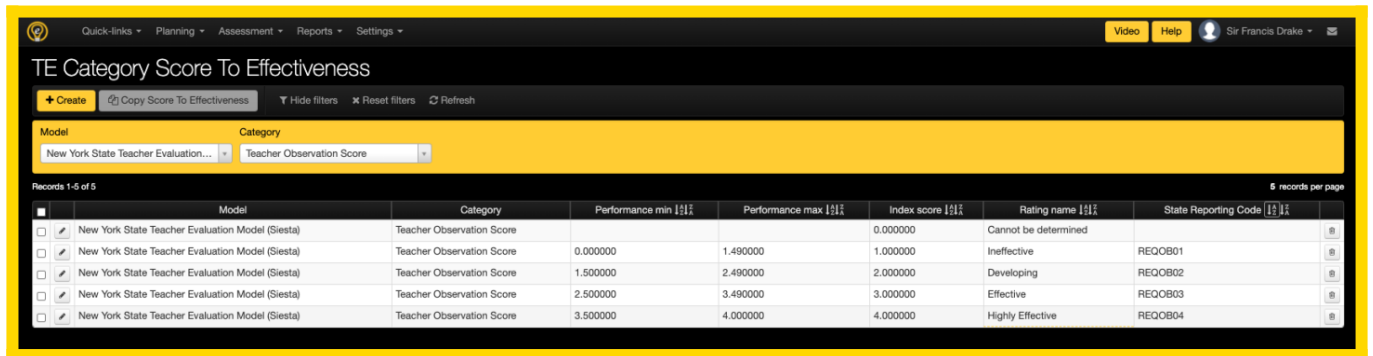 Quick-links Planning Assessment Reports Settings Video Help Sir Francis Drake
TE Category Score To Effectiveness
+ Create Copy Score To Effectiveness Hide filters Reset filters Refresh
Model Category
New York State Teacher Evaluation... Teacher Observation Score
Records 1-5 of 5 5 records per page
Model Category Performance min Performance max Index score Rating name State Reporting Code
New York State Teacher Evaluation Model (Siesta) Teacher Observation Score 0.000000 Cannot be determined
New York State Teacher Evaluation Model (Siesta) Teacher Observation Score 0.000000 1.490000 1.000000 Ineffective REQOB01
New York State Teacher Evaluation Model (Siesta) Teacher Observation Score 1.500000 2.490000 2.000000 Developing REQOB02
New York State Teacher Evaluation Model (Siesta) Teacher Observation Score 2.500000 3.490000 3.000000 Effective REQOB03
New York State Teacher Evaluation Model (Siesta) Teacher Observation Score 3.500000 4.000000 4.000000 Highly Effective REQOB04